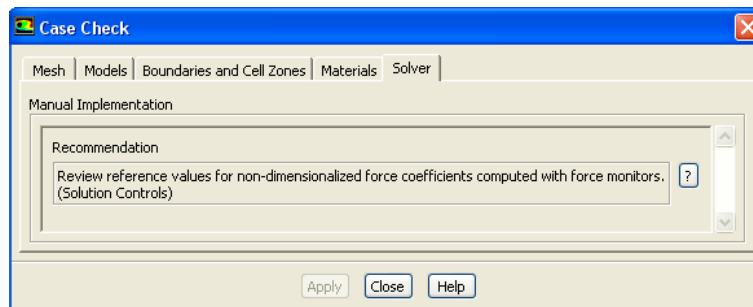 Case Check
Mesh Models Boundaries and Cell Zones Materials Solver
Manual Implementation
Recommendation
Review reference values for non-dimensionalized force coefficients computed with force monitors. ?
(Solution Controls)
Apply Close Help